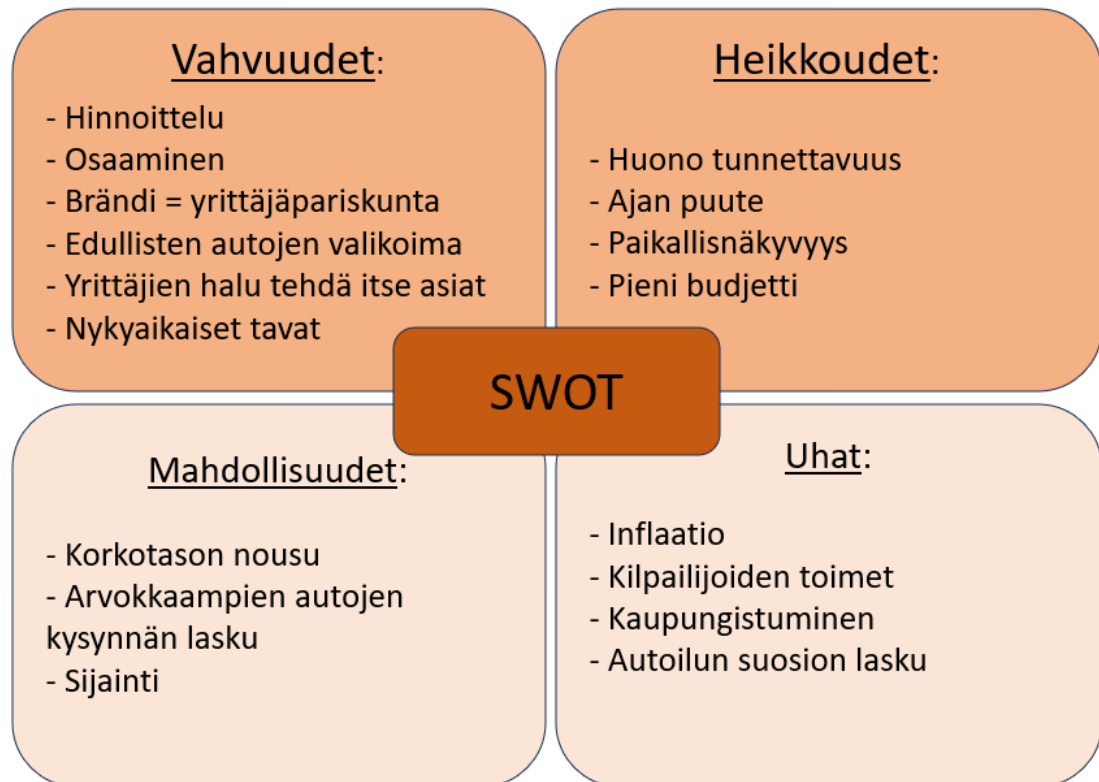 Vahvuudet:
- Hinnoittelu
- Osaaminen
- Brändi = yrittäjäpariskunta
- Edullisten autojen valikoima
- Yrittäjien halu tehdä itse asiat
- Nykyaikaiset tavat
Heikkoudet:
- Huono tunnettavuus
- Ajan puute
- Paikallisnäkyvyys
- Pieni budjetti
SWOT
Mahdollisuudet:
- Korkotason nousu
- Arvokkaampien autojen
kysynnän lasku
- Sijainti
Uhat:
- Inflaatio
- Kilpailijoiden toimet
- Kaupungistuminen
- Autoilun suosion lasku